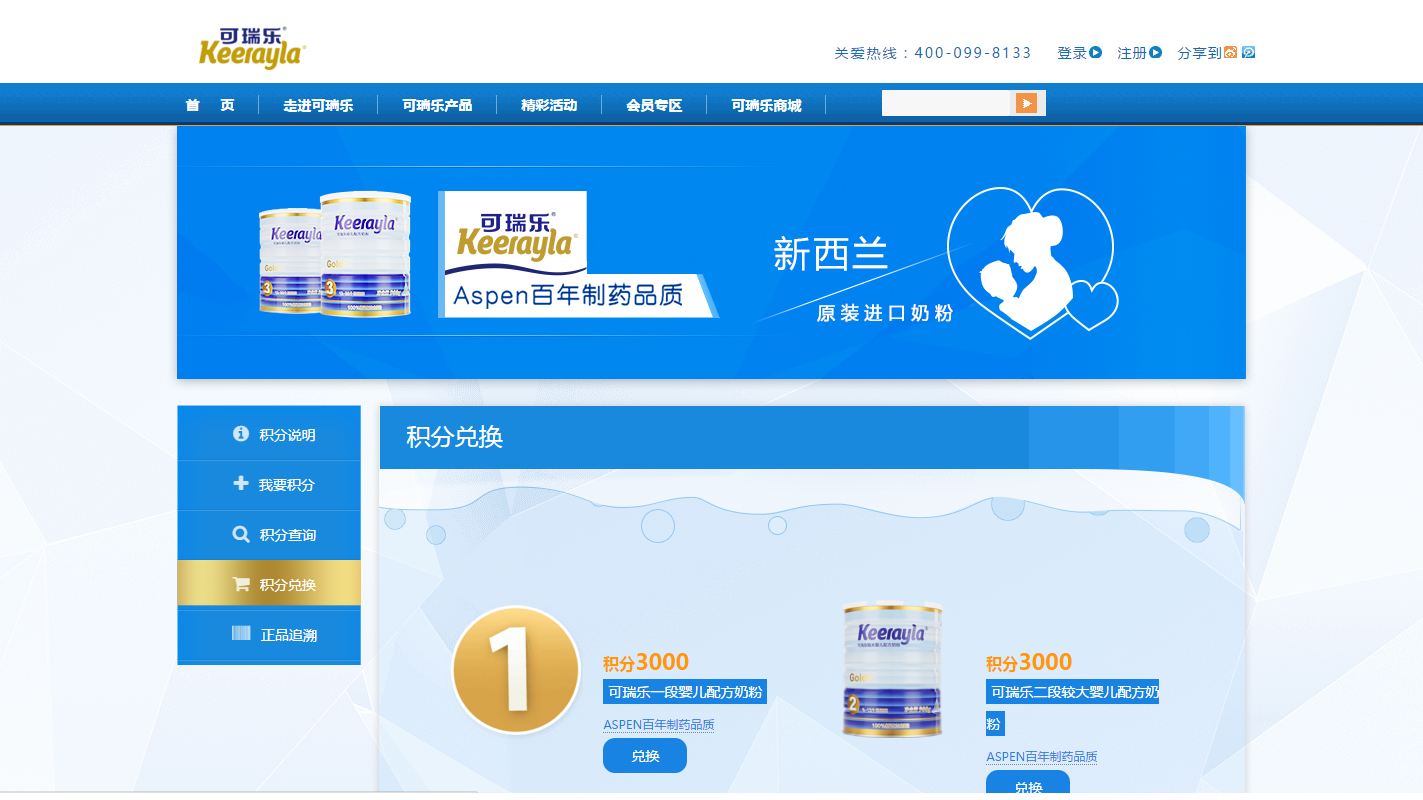 可瑞乐®
Keerayla®
关爱热线：400-099-8133 登录 注册 分享到
首 页 走进可瑞乐 可瑞乐产品 精彩活动 会员专区 可瑞乐商城
Keerayla
Gold
3
Keerayla
3
可瑞乐®
Keerayla®
Aspen百年制药品质
新西兰
原装进口奶粉
积分说明
我要积分
积分查询
积分兑换
正品追溯
积分兑换
1
积分3000
可瑞乐一段婴儿配方奶粉
ASPEN百年制药品质
兑换
Keerayla
Gold
2
积分3000
可瑞乐二段较大婴儿配方奶
粉
ASPEN百年制药品质
兑换